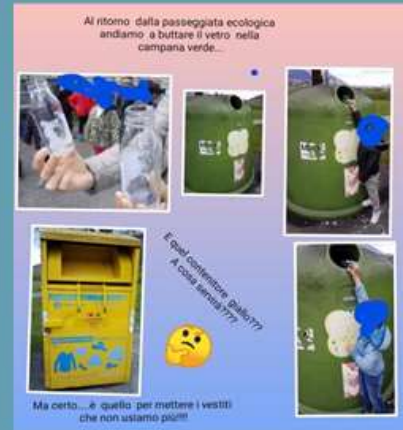 Al ritorno dalla passeggiata ecologica
andiamo a buttare il vetro nella
campana verde...
E quel contenitore giallo???
A cosa servirà????
Ma certo....è quello per mettere i vestiti
che non usiamo più!!!!